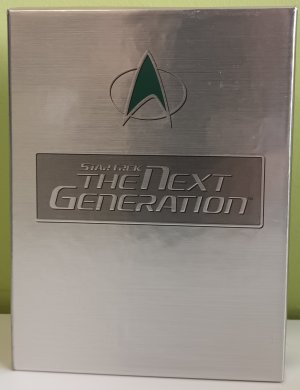 STAR TREK
THE NEXT
GENERATION